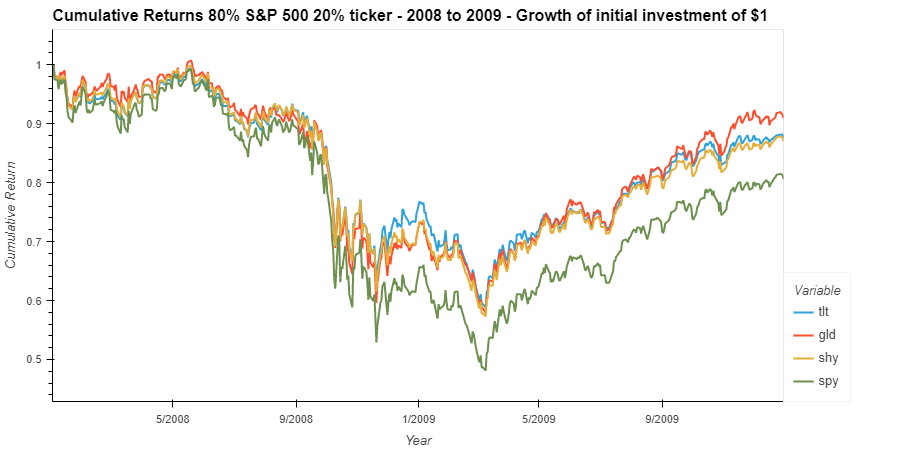 Cumulative Returns 80% S&P 500 20% ticker - 2008 to 2009 - Growth of initial investment of $1
1
0.9
0.8
0.7
0.6
0.5
Cumulative Return
5/2008 9/2008 1/2009 5/2009 9/2009
Year
Variable
tlt
gld
shy
spy